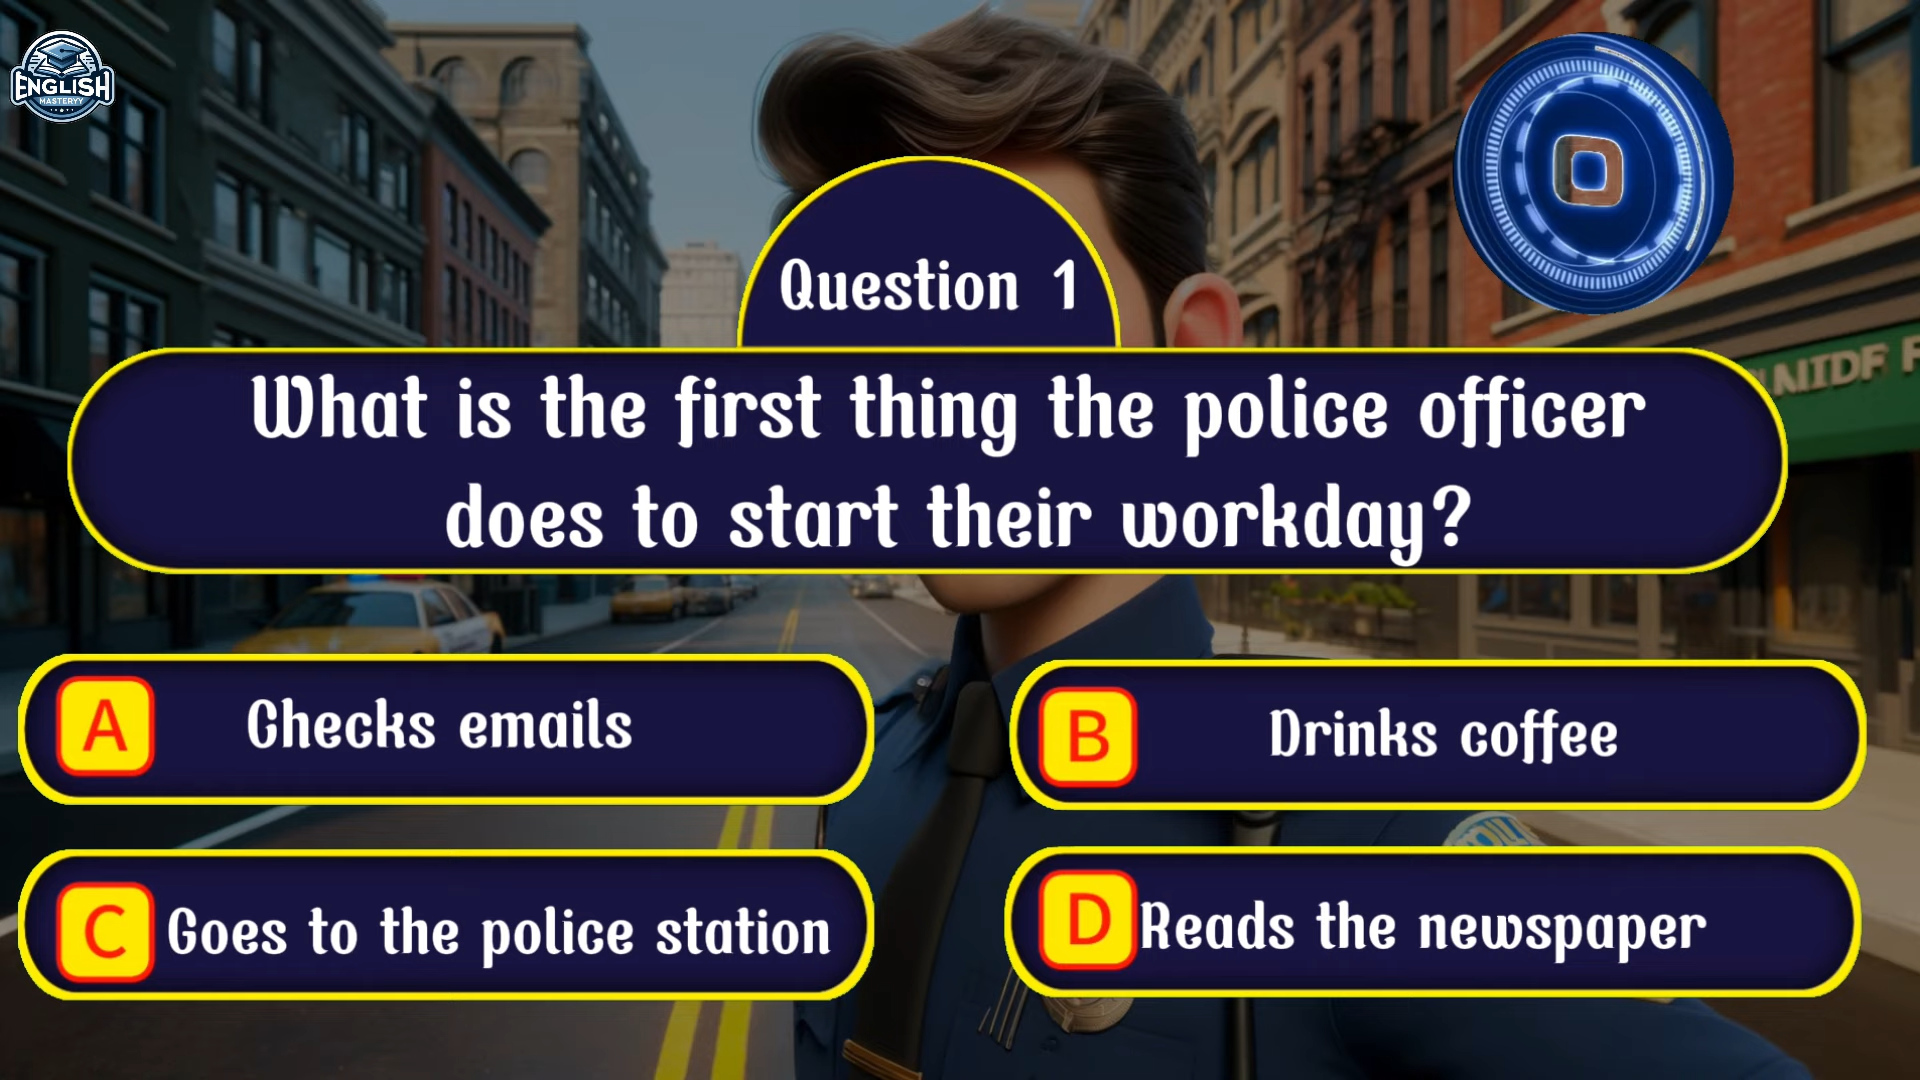 ENGLISH
MASTERYY
0
Question 1
What is the first thing the police officer
does to start their workday?
A Checks emails
B Drinks coffee
C Goes to the police station
D Reads the newspaper